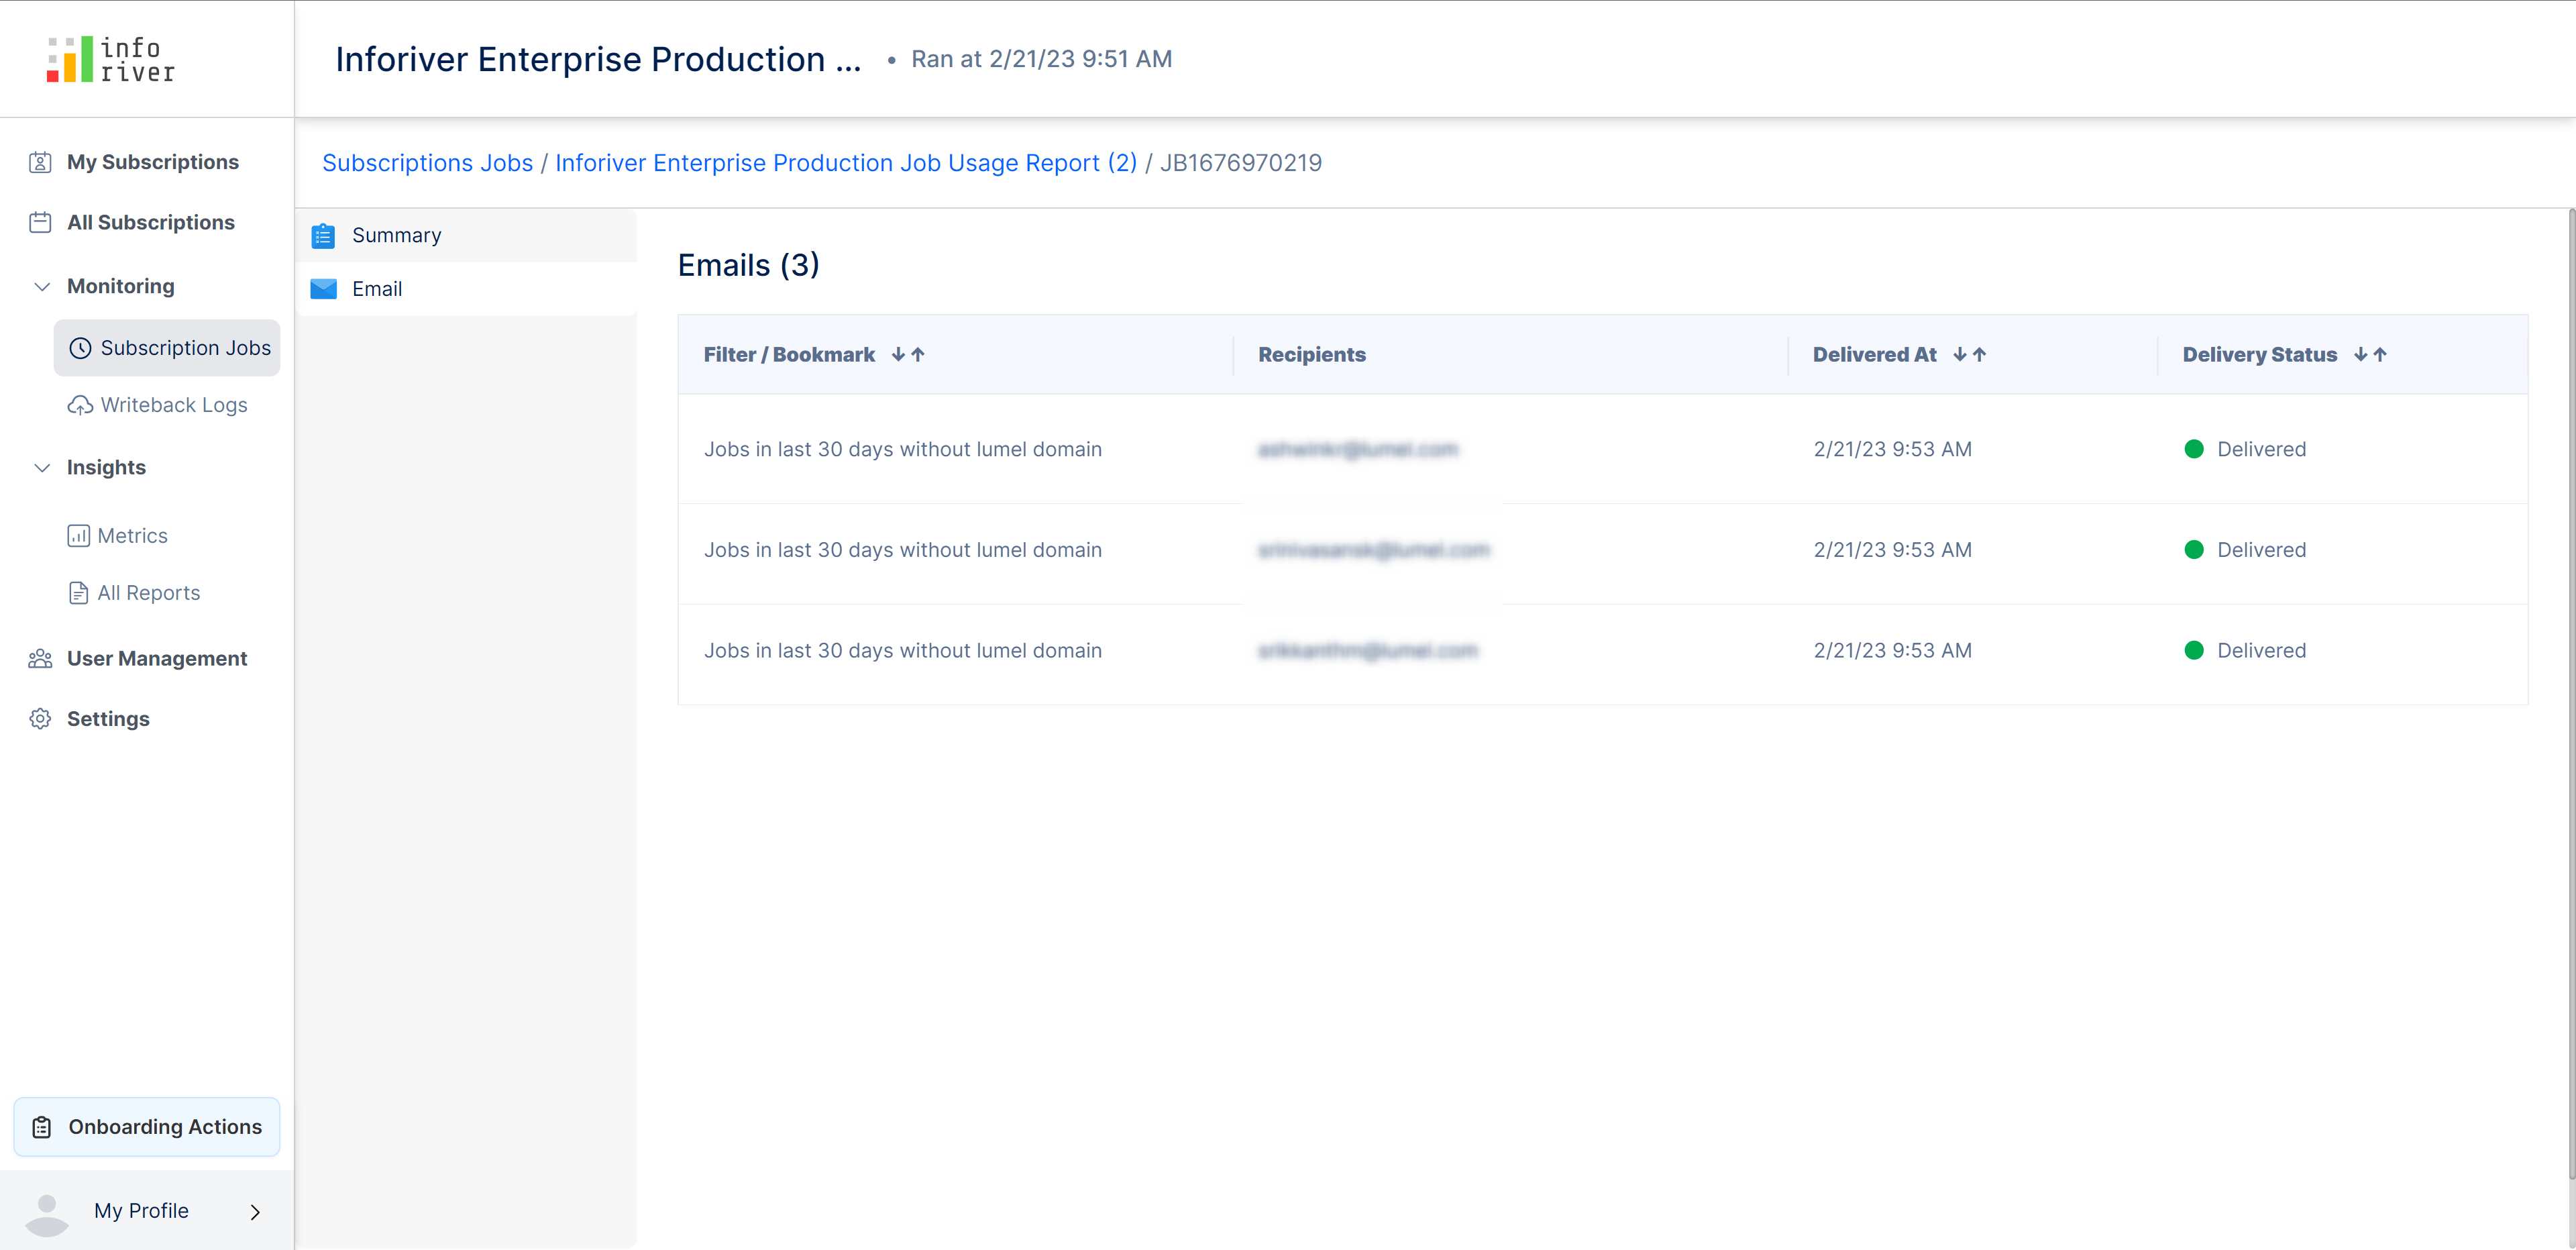 info
river
Inforiver Enterprise Production ...
• Ran at 2/21/23 9:51 AM
My Subscriptions
All Subscriptions
Monitoring
Subscription Jobs
Writeback Logs
Insights
Metrics
All Reports
User Management
Settings
Onboarding Actions
My Profile
Subscriptions Jobs / Inforiver Enterprise Production Job Usage Report (2) / JB1676970219
Summary
Email
Emails (3)
Filter / Bookmark Recipients Delivered At Delivery Status
Jobs in last 30 days without lumel domain 2/21/23 9:53 AM Delivered
Jobs in last 30 days without lumel domain 2/21/23 9:53 AM Delivered
Jobs in last 30 days without lumel domain 2/21/23 9:53 AM Delivered